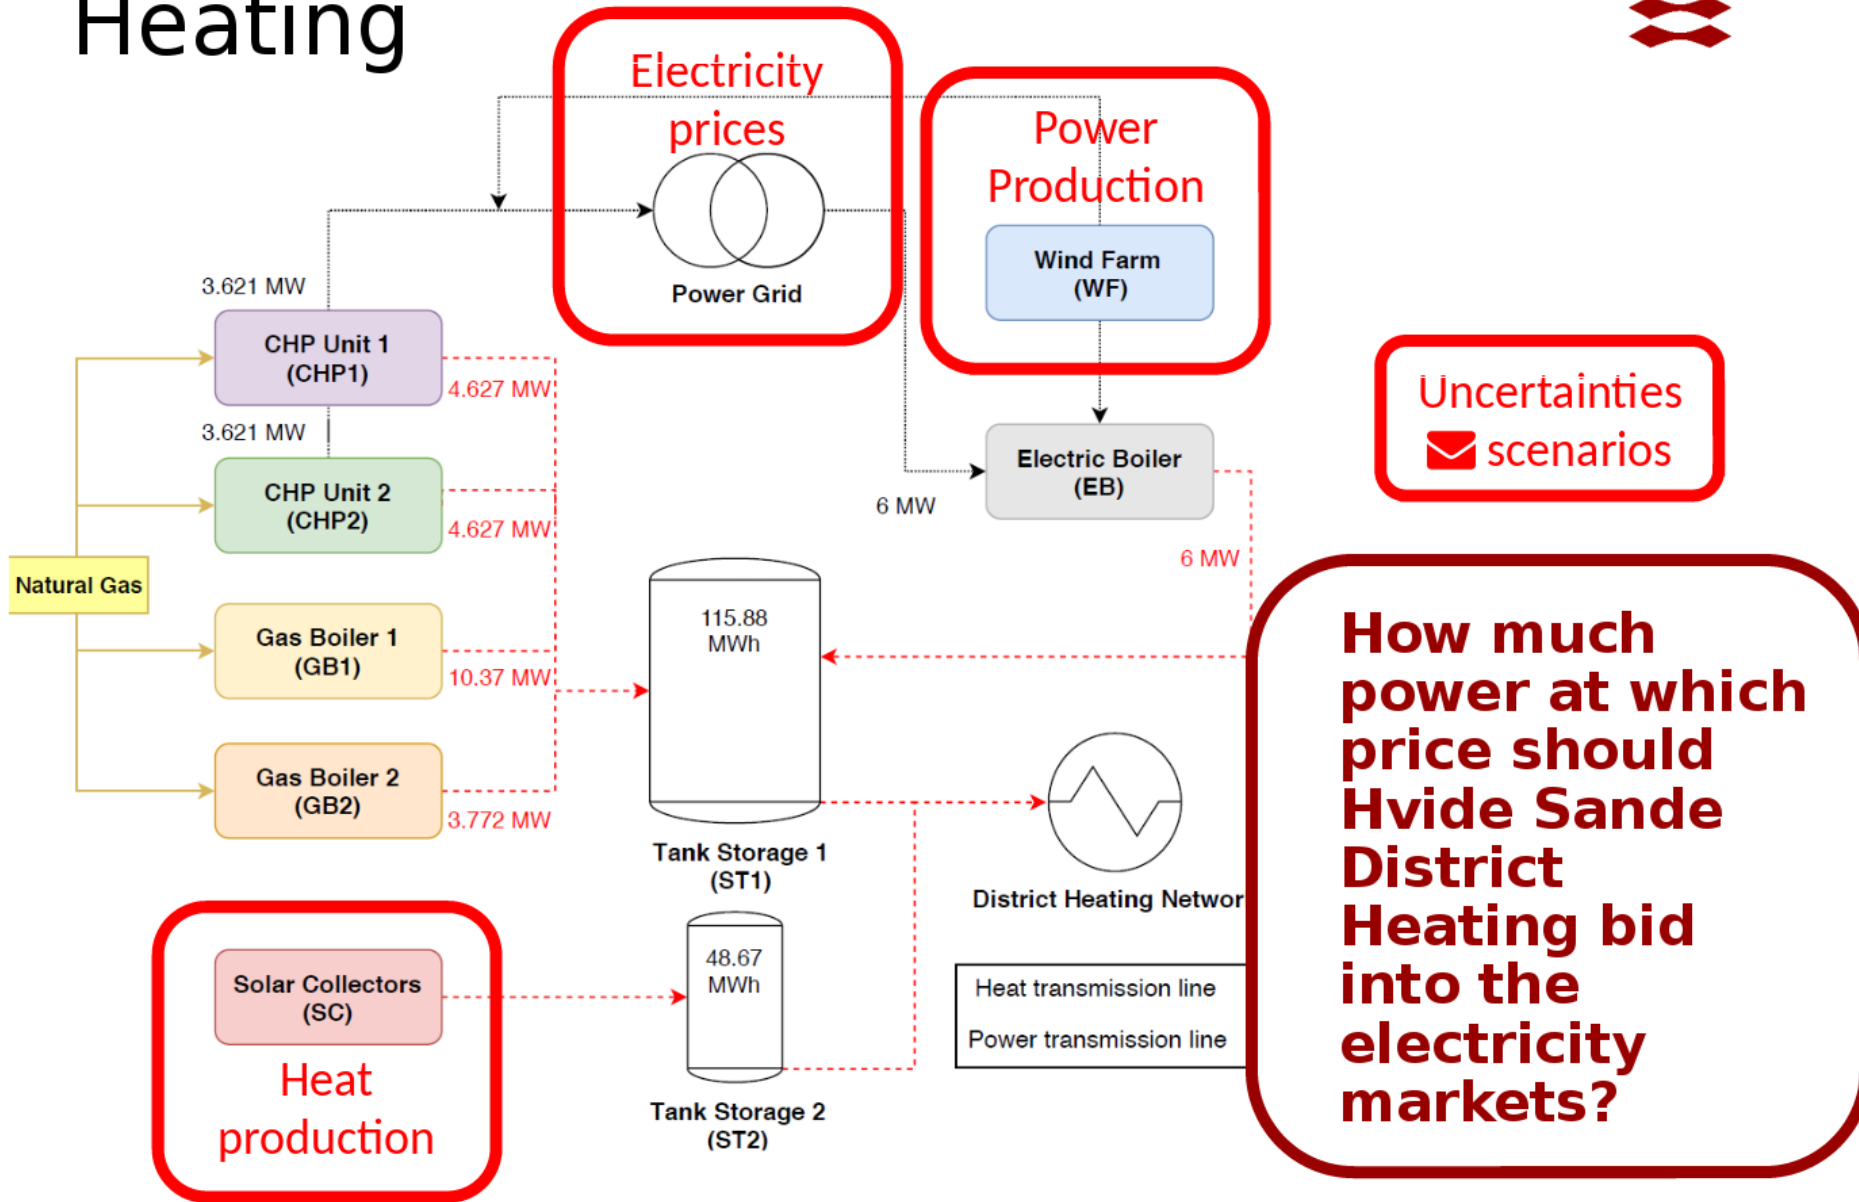 Heating
Electricity
prices
Power
Production
Wind Farm
(WF)
Power Grid
3.621 MW
CHP Unit 1
(CHP1)
4.627 MW
3.621 MW
CHP Unit 2
(CHP2)
4.627 MW
Electric Boiler
(EB)
6 MW
6 MW
Uncertainties
scenarios
Natural Gas
Gas Boiler 1
(GB1)
10.37 MW
Gas Boiler 2
(GB2)
3.772 MW
115.88
MWh
Tank Storage 1
(ST1)
District Heating Networ
Solar Collectors
(SC)
Heat
production
48.67
MWh
Tank Storage 2
(ST2)
Heat transmission line
Power transmission line
How much
power at which
price should
Hvide Sande
District
Heating bid
into the
electricity
markets?